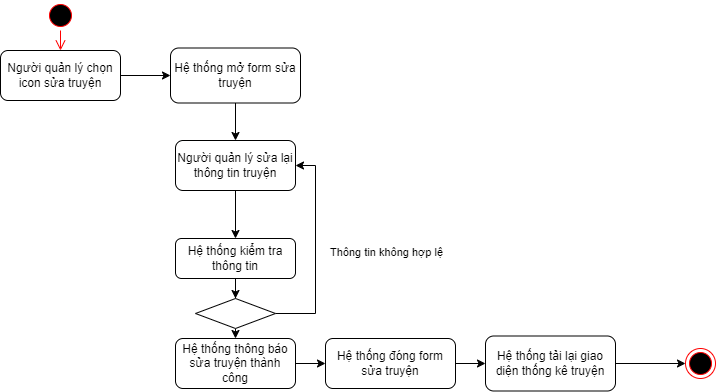 Người quản lý chọn
icon sửa truyện
Hệ thống mở form sửa
truyện
Người quản lý sửa lại
thông tin truyện
Hệ thống kiểm tra
thông tin
Thông tin không hợp lệ
Hệ thống thông báo
sửa truyện thành
công
Hệ thống đóng form
sửa truyện
Hệ thống tải lại giao
diện thống kê truyện